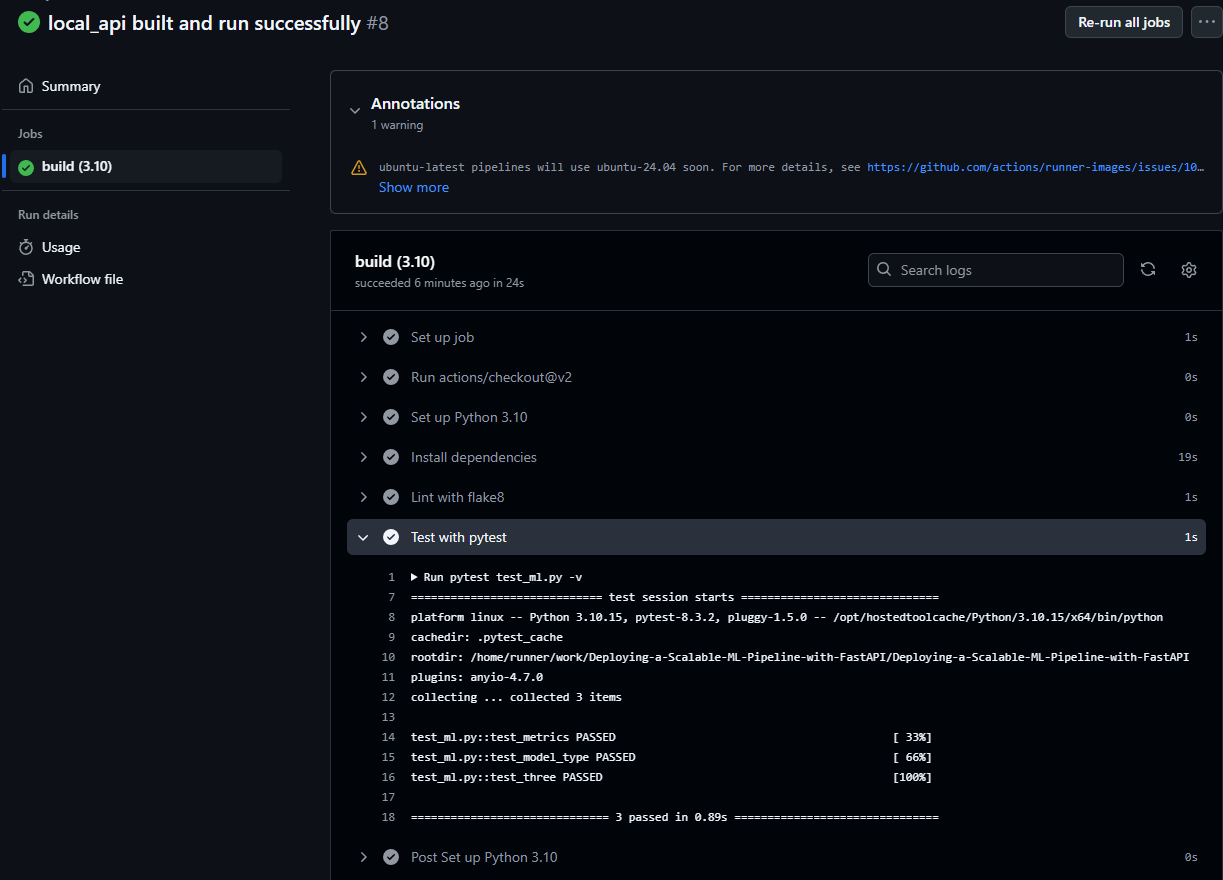 local_api built and run successfully #8
Re-run all jobs
Summary
Jobs
build (3.10)
Run details
Usage
Workflow file
Annotations
1 warning
ubuntu-latest pipelines will use ubuntu-24.04 soon. For more details, see https://github.com/actions/runner-images/issues/10…
Show more
build (3.10)
succeeded 6 minutes ago in 24s
Search logs
Set up job 1s
Run actions/checkout@v2 0s
Set up Python 3.10 0s
Install dependencies 19s
Lint with flake8 1s
Test with pytest 1s
1 ▶ Run pytest test_ml.py -v
7 ============================= test session starts ==============================
8 platform linux -- Python 3.10.15, pytest-8.3.2, pluggy-1.5.0 -- /opt/hostedtoolcache/Python/3.10.15/x64/bin/python
9 cachedir: .pytest_cache
10 rootdir: /home/runner/work/Deploying-a-Scalable-ML-Pipeline-with-FastAPI/Deploying-a-Scalable-ML-Pipeline-with-FastAPI
11 plugins: anyio-4.7.0
12 collecting ... collected 3 items
13
14 test_ml.py::test_metrics PASSED [ 33%]
15 test_ml.py::test_model_type PASSED [ 66%]
16 test_ml.py::test_three PASSED [100%]
17
18 ============================== 3 passed in 0.89s ===============================
Post Set up Python 3.10 0s